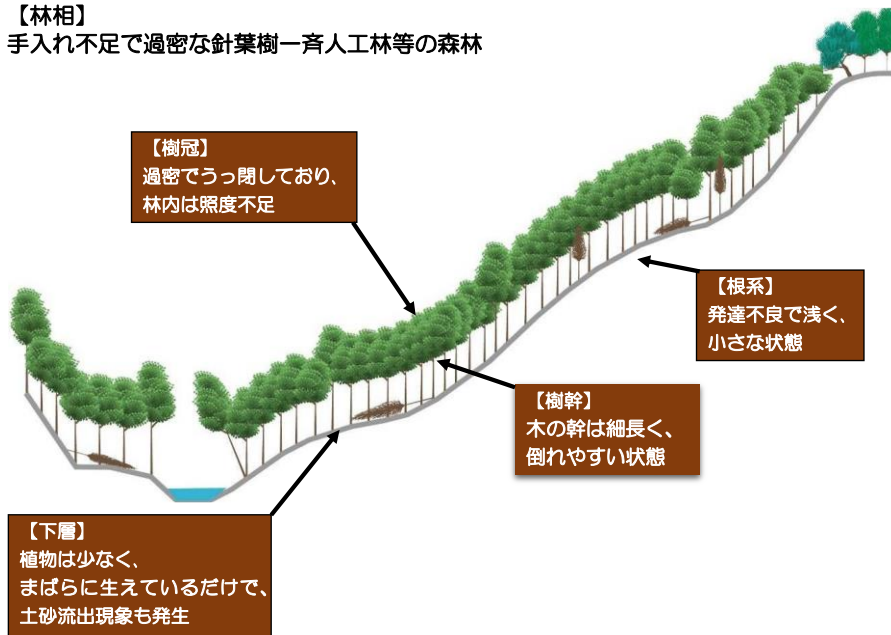 【林相】
手入れ不足で過密な針葉樹一斉人工林等の森林
【樹冠】
過密でうっ閉しており、
林内は照度不足
【根系】
発達不良で浅く、
小さな状態
【樹幹】
木の幹は細長く、
倒れやすい状態
【下層】
植物は少なく、
まばらに生えているだけで、
土砂流出現象も発生